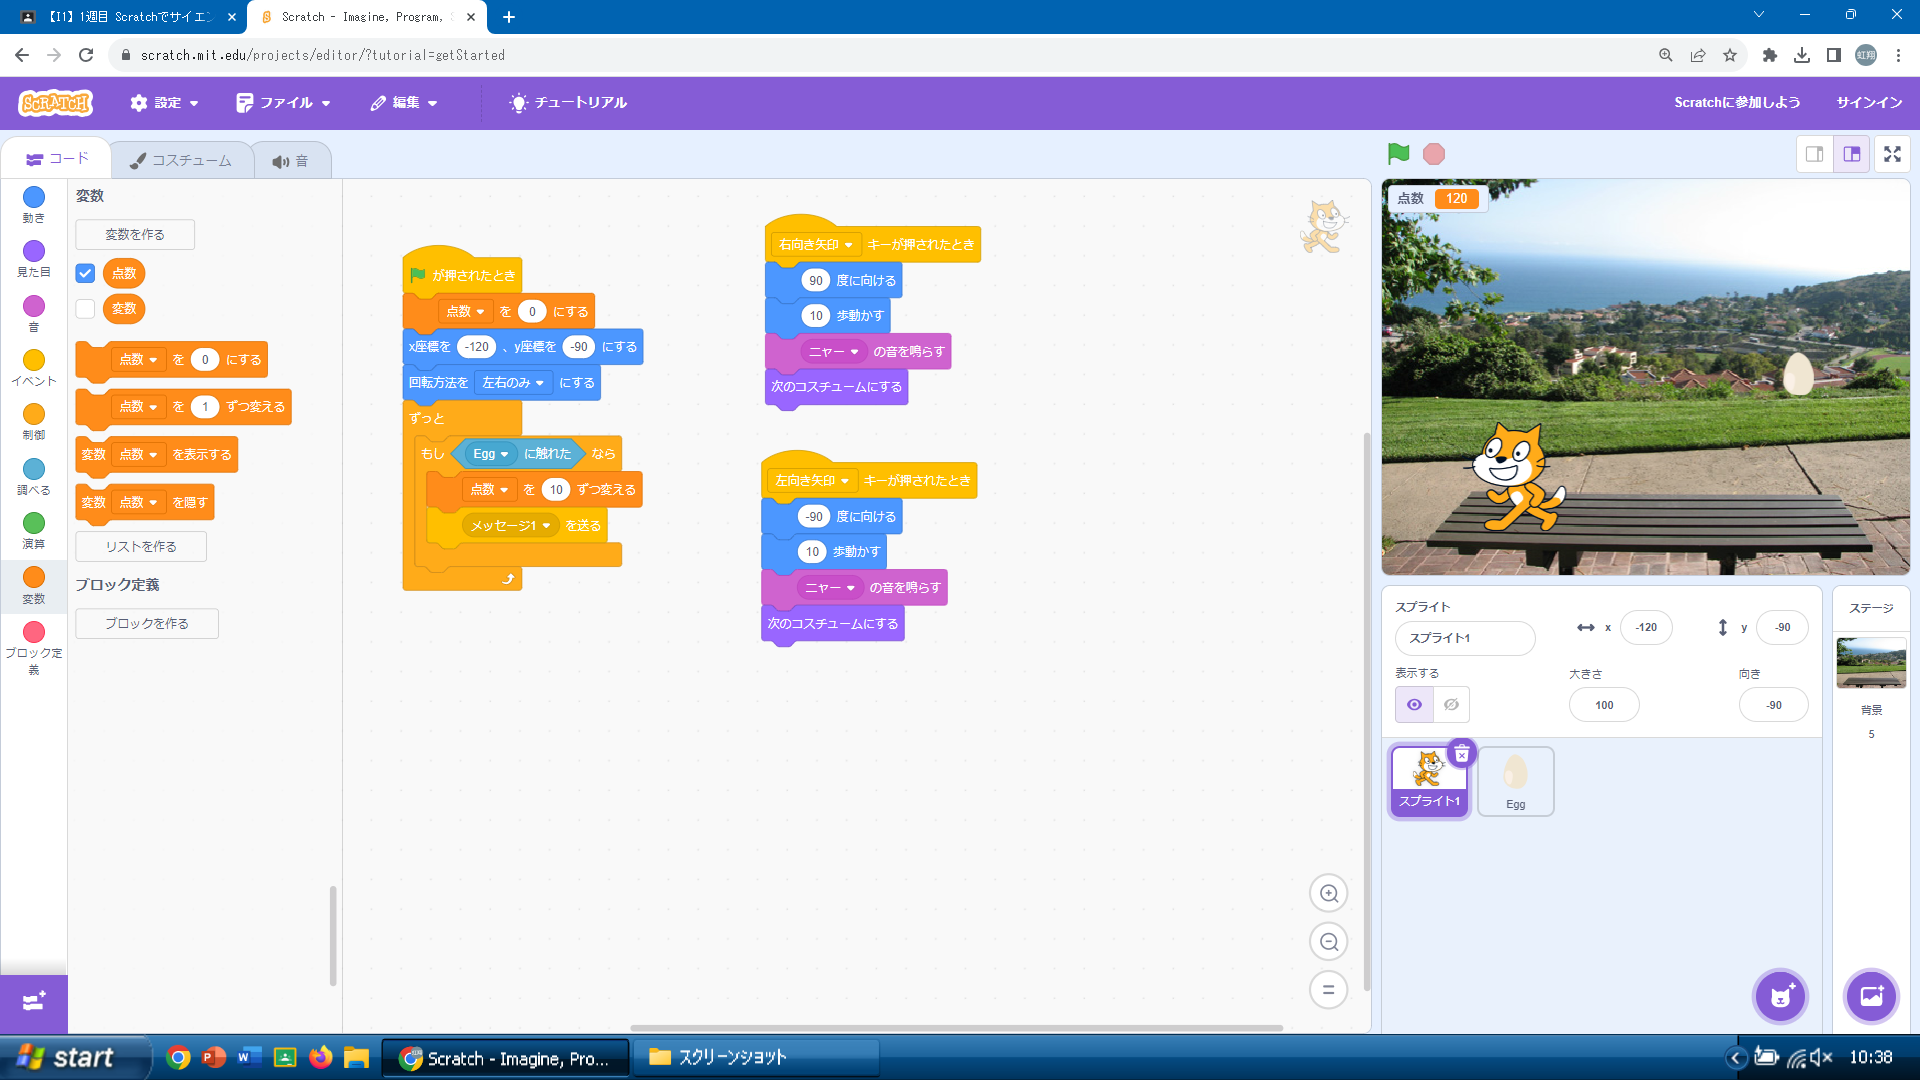 【I1】1週目 Scratchでサイエン
Scratch - Imagine, Program,
scratch.mit.edu/projects/editor/?tutorial=getStarted
虹翔
SCRATCH
設定
ファイル
編集
チュートリアル
Scratchに参加しよう
サインイン
コード
コスチューム
音
動き
見た目
音
イベント
制御
調べる
演算
変数
ブロック定義
変数
変数を作る
点数
変数
点数 を 0 にする
点数 を 1 ずつ変える
変数 点数 を表示する
変数 点数 を隠す
リストを作る
ブロック定義
ブロックを作る
が押されたとき
点数 を 0 にする
x座標を -120 、y座標を -90 にする
回転方法を 左右のみ にする
ずっと
もし Egg に触れた なら
点数 を 10 ずつ変える
メッセージ1 を送る
右向き矢印 キーが押されたとき
90 度に向ける
10 歩動かす
ニャー の音を鳴らす
次のコスチュームにする
左向き矢印 キーが押されたとき
-90 度に向ける
10 歩動かす
ニャー の音を鳴らす
次のコスチュームにする
点数 120
スプライト
スプライト1
x -120
y -90
表示する
大きさ
100
向き
-90
スプライト1
Egg
ステージ
背景
5
start
Scratch - Imagine, Pro...
スクリーンショット
10:38